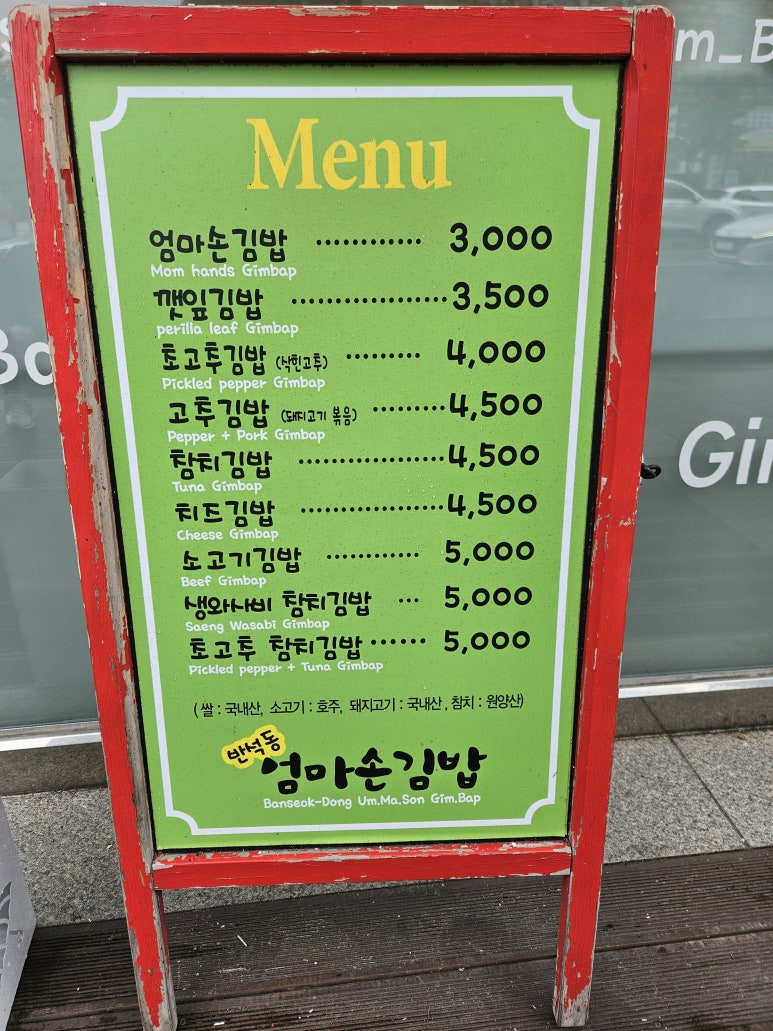 Menu
엄마손김밥 ············ 3,000
Mom hands Gimbap
깻잎김밥 ·················· 3,500
perilla leaf Gimbap
초고추김밥 (삭힌고추) ········· 4,000
Pickled pepper Gimbap
고추김밥 (돼지고기 볶음) ········· 4,500
Pepper + Pork Gimbap
참치김밥 ················· 4,500
Tuna Gimbap
치즈김밥 ················· 4,500
Cheese Gimbap
소고기김밥 ············ 5,000
Beef Gimbap
생와사비 참치김밥 ··· 5,000
Saeng Wasabi Gimbap
초고추 참치김밥 ······ 5,000
Pickled pepper + Tuna Gimbap
(쌀 : 국내산, 소고기 : 호주, 돼지고기 : 국내산 , 참치 : 원양산)
반석동
엄마손김밥
Banseok-Dong Um.Ma.Son Gim.Bap